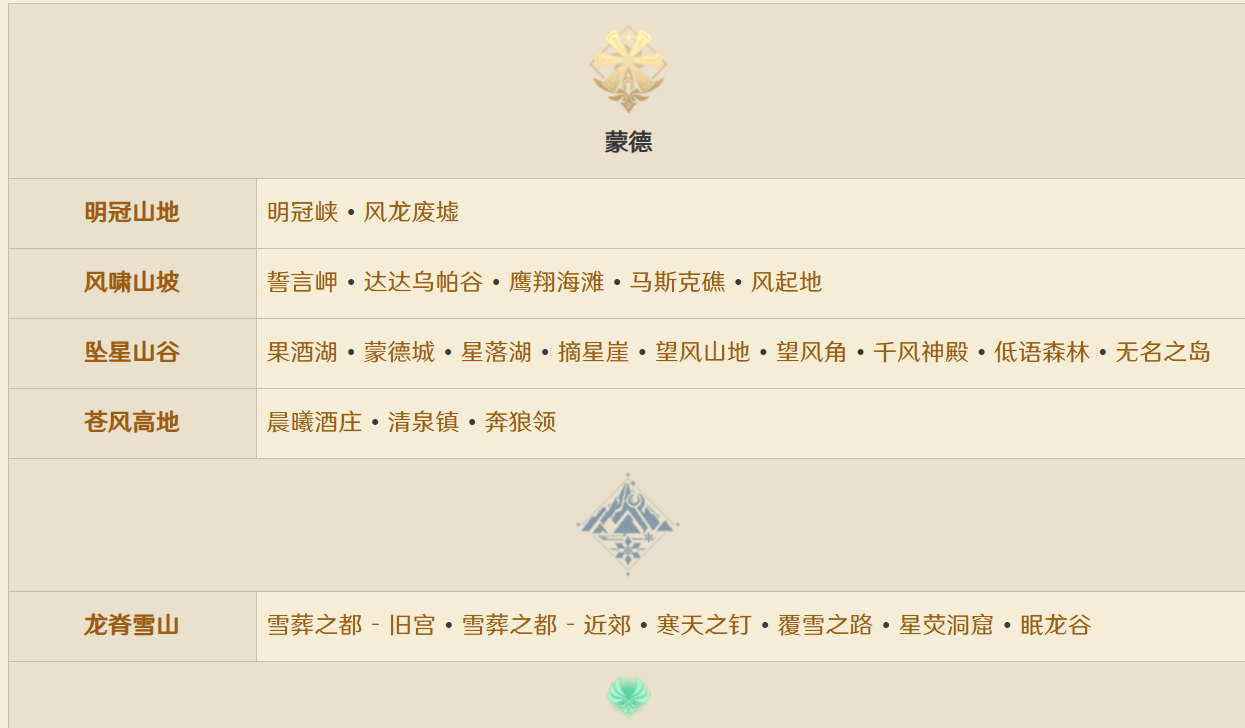 蒙德
明冠山地 明冠峡 • 风龙废墟
风啸山坡 誓言岬 • 达达乌帕谷 • 鹰翔海滩 • 马斯克礁 • 风起地
坠星山谷 果酒湖 • 蒙德城 • 星落湖 • 摘星崖 • 望风山地 • 望风角 • 千风神殿 • 低语森林 • 无名之岛
苍风高地 晨曦酒庄 • 清泉镇 • 奔狼领
龙脊雪山 雪葬之都 - 旧宫 • 雪葬之都 - 近郊 • 寒天之钉 • 覆雪之路 • 星荧洞窟 • 眠龙谷